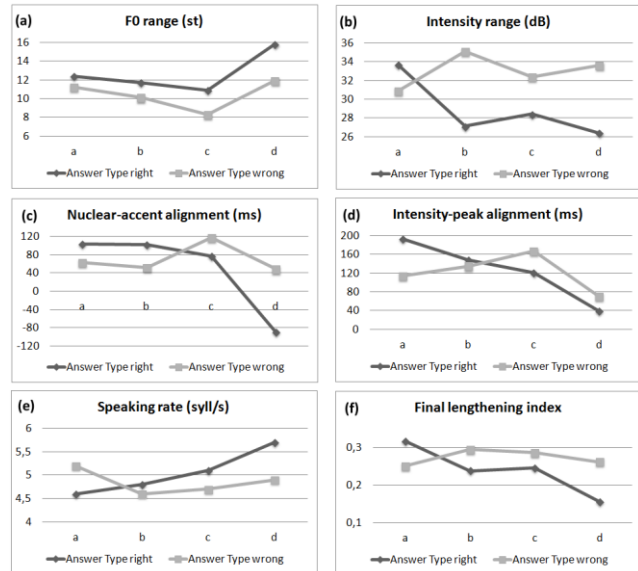 (a) F0 range (st)
16
14
12
10
8
6
a b c d
Answer Type right Answer Type wrong
(b) Intensity range (dB)
36
34
32
30
28
26
a b c d
Answer Type right Answer Type wrong
(c) Nuclear-accent alignment (ms)
120
80
40
0
-40
-80
-120
a b c d
Answer Type right Answer Type wrong
(d) Intensity-peak alignment (ms)
200
160
120
80
40
0
a b c d
Answer Type right Answer Type wrong
(e) Speaking rate (syll/s)
6
5,5
5
4,5
4
a b c d
Answer Type right Answer Type wrong
(f) Final lengthening index
0,3
0,2
0,1
a b c d
Answer Type right Answer Type wrong